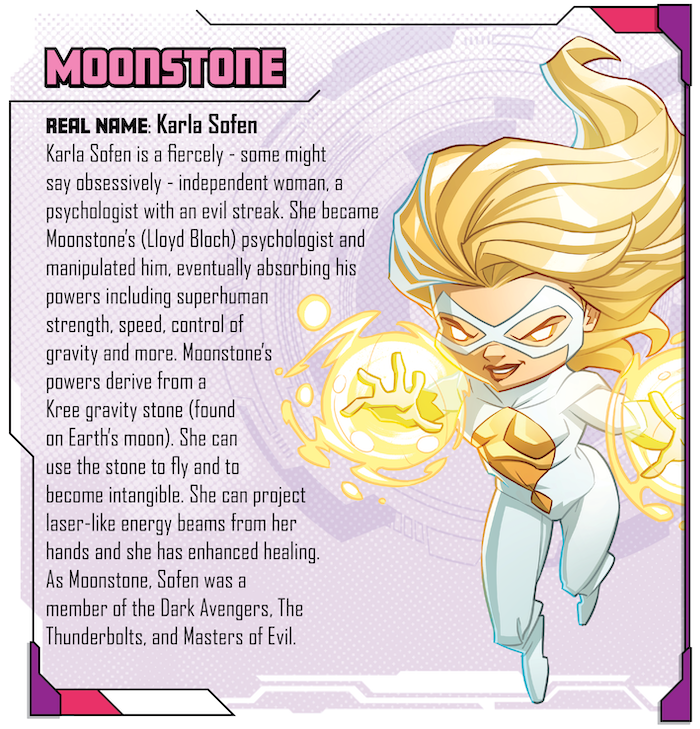 MOONSTONE
REAL NAME: Karla Sofen
Karla Sofen is a fiercely - some might
say obsessively - independent woman, a
psychologist with an evil streak. She became
Moonstone's (Lloyd Bloch) psychologist and
manipulated him, eventually absorbing his
powers including superhuman
strength, speed, control of
gravity and more. Moonstone's
powers derive from a
Kree gravity stone (found
on Earth's moon). She can
use the stone to fly and to
become intangible. She can project
laser-like energy beams from her
hands and she has enhanced healing.
As Moonstone, Sofen was a
member of the Dark Avengers, The
Thunderbolts, and Masters of Evil.